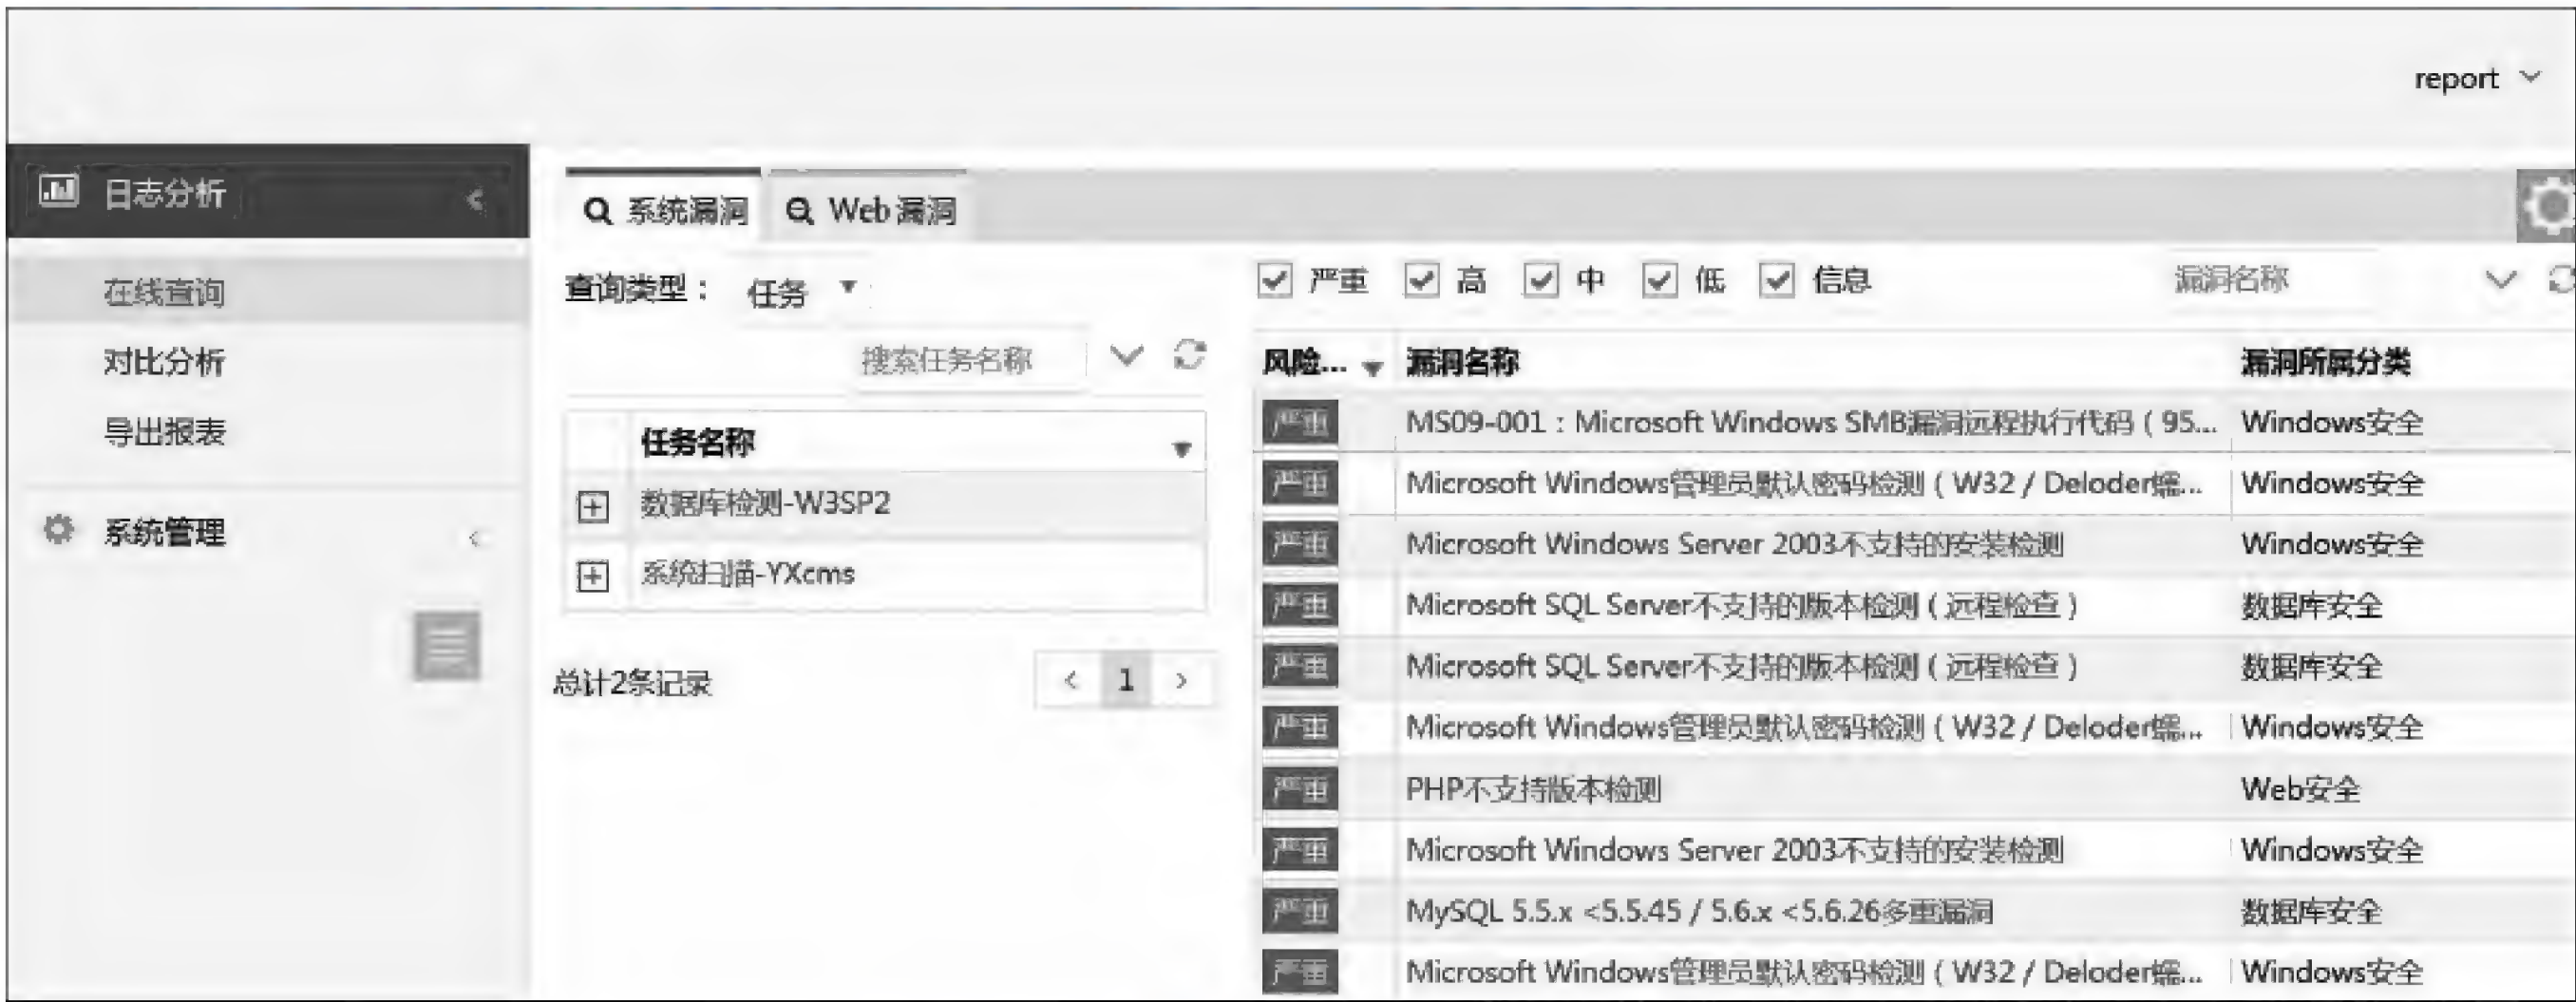 report
日志分析
在线查询
对比分析
导出报表
系统管理
系统漏洞 Web漏洞
查询类型： 任务
搜索任务名称
任务名称
数据库检测-W3SP2
系统扫描-YXcms
总计2条记录 < 1 >
严重 高 中 低 信息 漏洞名称
风险... 漏洞名称 漏洞所属分类
严重 MS09-001：Microsoft Windows SMB漏洞远程执行代码（95... Windows安全
严重 Microsoft Windows管理员默认密码检测（W32 / Deloder蠕... Windows安全
严重 Microsoft Windows Server 2003不支持的安装检测 Windows安全
严重 Microsoft SQL Server不支持的版本检测（远程检查） 数据库安全
严重 Microsoft SQL Server不支持的版本检测（远程检查） 数据库安全
严重 Microsoft Windows管理员默认密码检测（W32 / Deloder蠕... Windows安全
严重 PHP不支持版本检测 Web安全
严重 Microsoft Windows Server 2003不支持的安装检测 Windows安全
严重 MySQL 5.5.x <5.5.45 / 5.6.x <5.6.26多重漏洞 数据库安全
严重 Microsoft Windows管理员默认密码检测（W32 / Deloder蠕... Windows安全